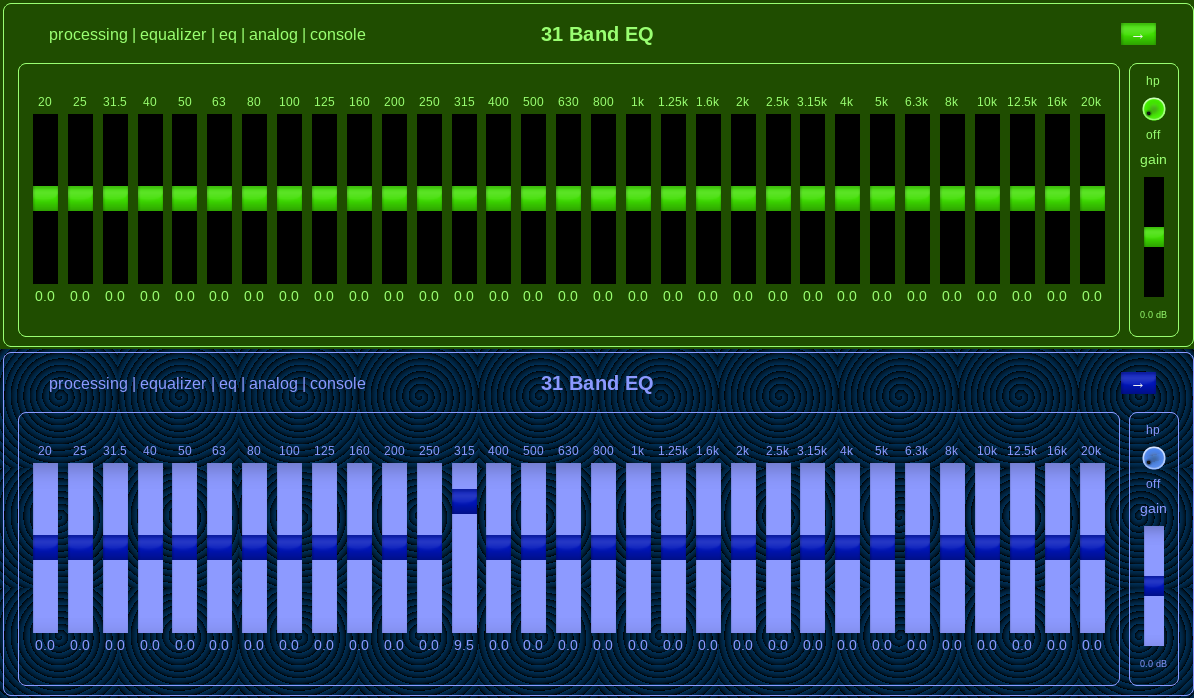 processing | equalizer | eq | analog | console 31 Band EQ →
hp
20 25 31.5 40 50 63 80 100 125 160 200 250 315 400 500 630 800 1k 1.25k 1.6k 2k 2.5k 3.15k 4k 5k 6.3k 8k 10k 12.5k 16k 20k
off
gain
0.0 0.0 0.0 0.0 0.0 0.0 0.0 0.0 0.0 0.0 0.0 0.0 0.0 0.0 0.0 0.0 0.0 0.0 0.0 0.0 0.0 0.0 0.0 0.0 0.0 0.0 0.0 0.0 0.0 0.0 0.0
0.0 dB
processing | equalizer | eq | analog | console 31 Band EQ →
hp
20 25 31.5 40 50 63 80 100 125 160 200 250 315 400 500 630 800 1k 1.25k 1.6k 2k 2.5k 3.15k 4k 5k 6.3k 8k 10k 12.5k 16k 20k
off
gain
0.0 0.0 0.0 0.0 0.0 0.0 0.0 0.0 0.0 0.0 0.0 0.0 9.5 0.0 0.0 0.0 0.0 0.0 0.0 0.0 0.0 0.0 0.0 0.0 0.0 0.0 0.0 0.0 0.0 0.0 0.0
0.0 dB